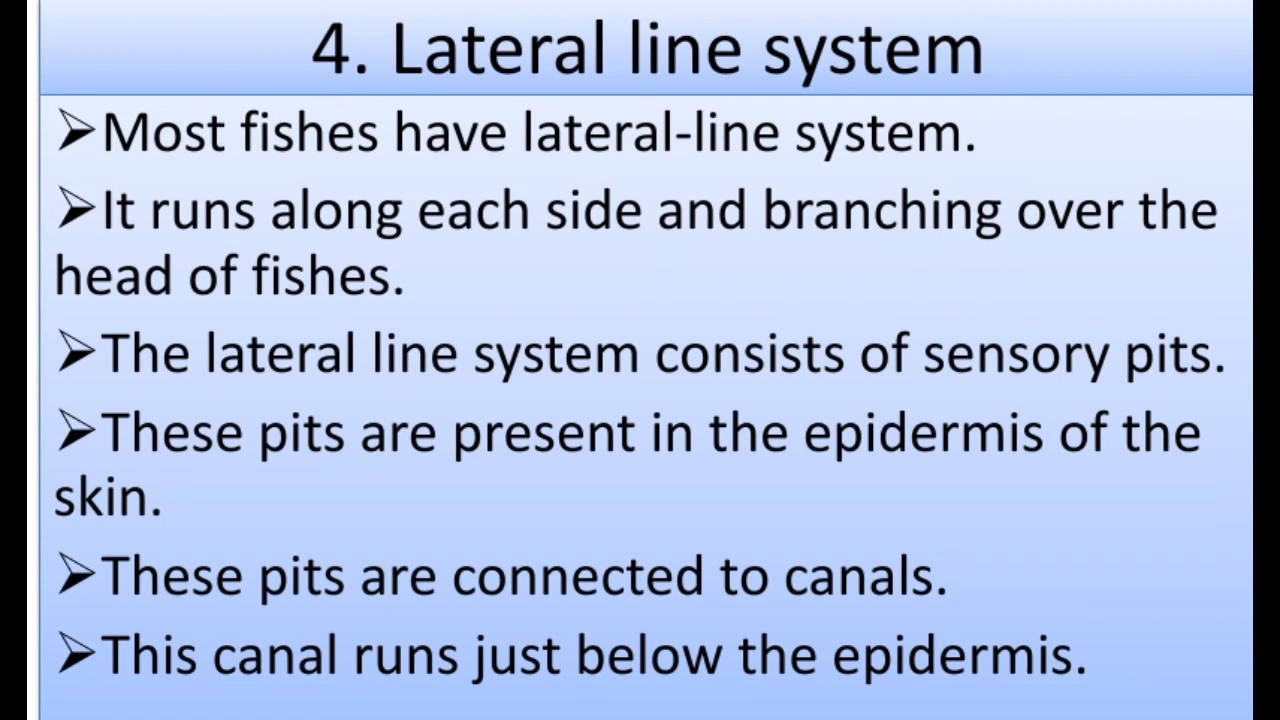 4. Lateral line system
➢Most fishes have lateral-line system.
➢It runs along each side and branching over the
head of fishes.
➢The lateral line system consists of sensory pits.
➢These pits are present in the epidermis of the
skin.
➢These pits are connected to canals.
➢This canal runs just below the epidermis.